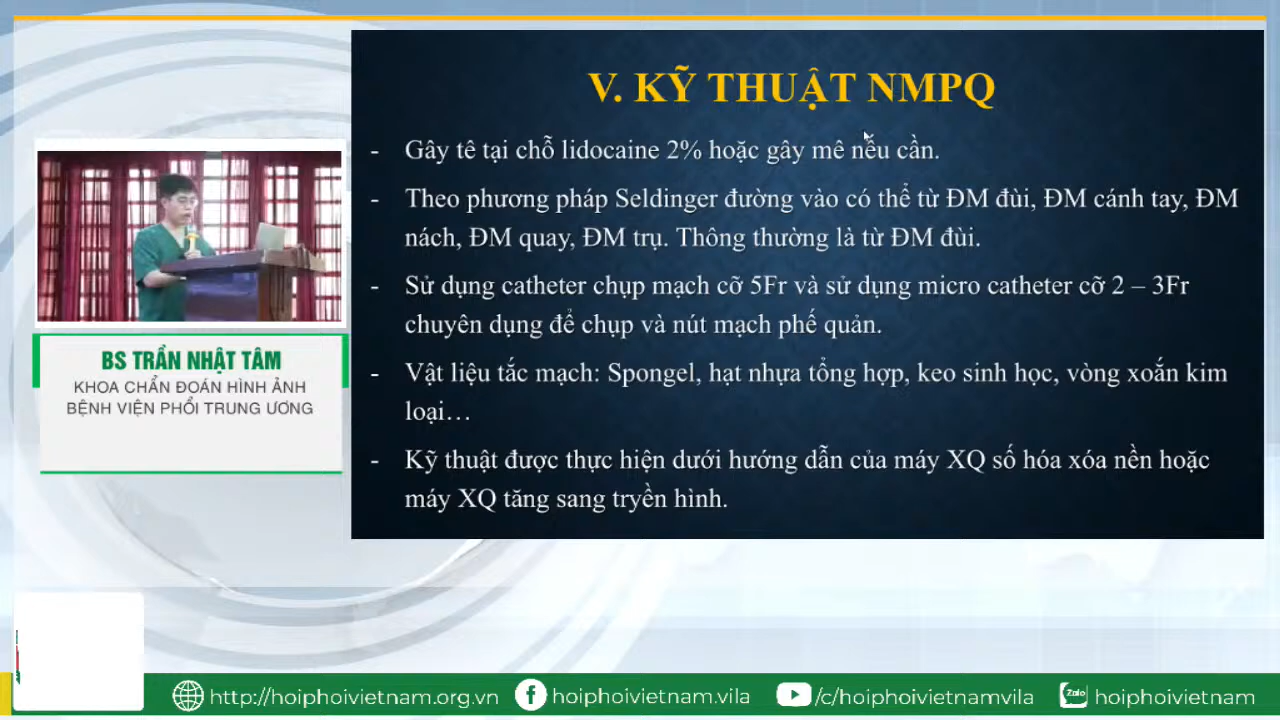 V. KỸ THUẬT NMPQ
- Gây tê tại chỗ lidocaine 2% hoặc gây mê nếu cần.
- Theo phương pháp Seldinger đường vào có thể từ ĐM đùi, ĐM cánh tay, ĐM
nách, ĐM quay, ĐM trụ. Thông thường là từ ĐM đùi.
- Sử dụng catheter chụp mạch cỡ 5Fr và sử dụng micro catheter cỡ 2 – 3Fr
chuyên dụng để chụp và nút mạch phế quản.
- Vật liệu tắc mạch: Spongel, hạt nhựa tổng hợp, keo sinh học, vòng xoắn kim
loại…
- Kỹ thuật được thực hiện dưới hướng dẫn của máy XQ số hóa xóa nền hoặc
máy XQ tăng sang tryền hình.
BS TRẦN NHẬT TÂM
KHOA CHẨN ĐOÁN HÌNH ẢNH
BỆNH VIỆN PHỔI TRUNG ƯƠNG
http://hoiphoivietnam.org.vn
hoiphoivietnam.vila
/c/hoiphoivietnamvila
Zalo
hoiphoivietnam